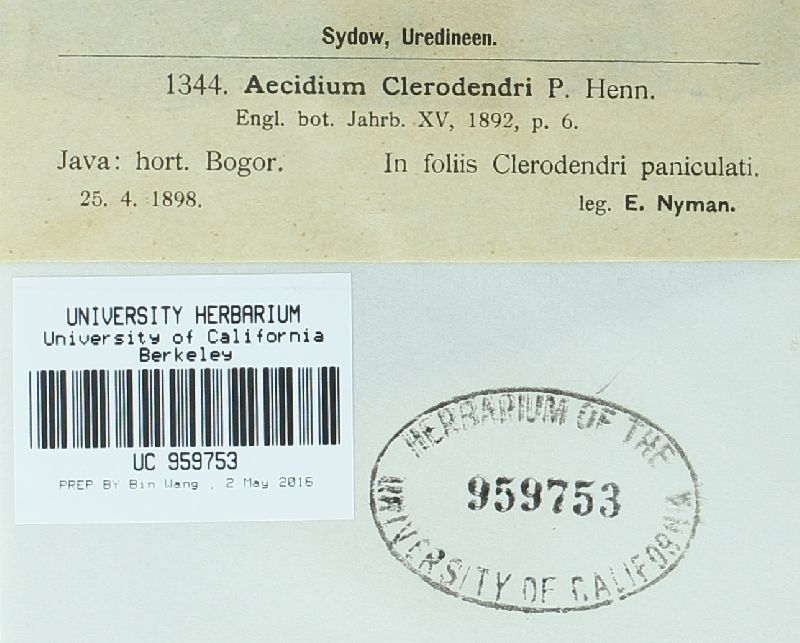 Sydow, Uredineen.
1344. Aecidium Clerodendri P. Henn.
Engl. bot. Jahrb. XV, 1892, p. 6.
Java: hort. Bogor. In foliis Clerodendri paniculati.
25. 4. 1898. leg. E. Nyman.
UNIVERSITY HERBARIUM
University of California
Berkeley
UC 959753
PREP BY Bin Wang , 2 May 2016
HERBARIUM OF THE
959753
UNIVERSITY OF CALIFORNIA